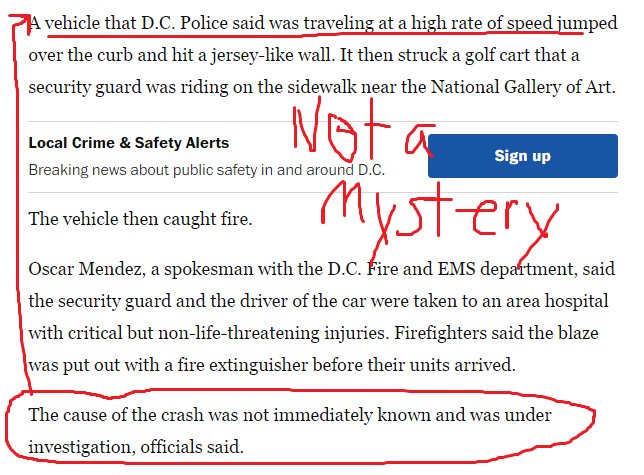 A vehicle that D.C. Police said was traveling at a high rate of speed jumped
over the curb and hit a jersey-like wall. It then struck a golf cart that a
security guard was riding on the sidewalk near the National Gallery of Art.
Not a
Local Crime & Safety Alerts
Breaking news about public safety in and around D.C.
Sign up
Mystery
The vehicle then caught fire.
Oscar Mendez, a spokesman with the D.C. Fire and EMS department, said
the security guard and the driver of the car were taken to an area hospital
with critical but non-life-threatening injuries. Firefighters said the blaze
was put out with a fire extinguisher before their units arrived.
The cause of the crash was not immediately known and was under
investigation, officials said.